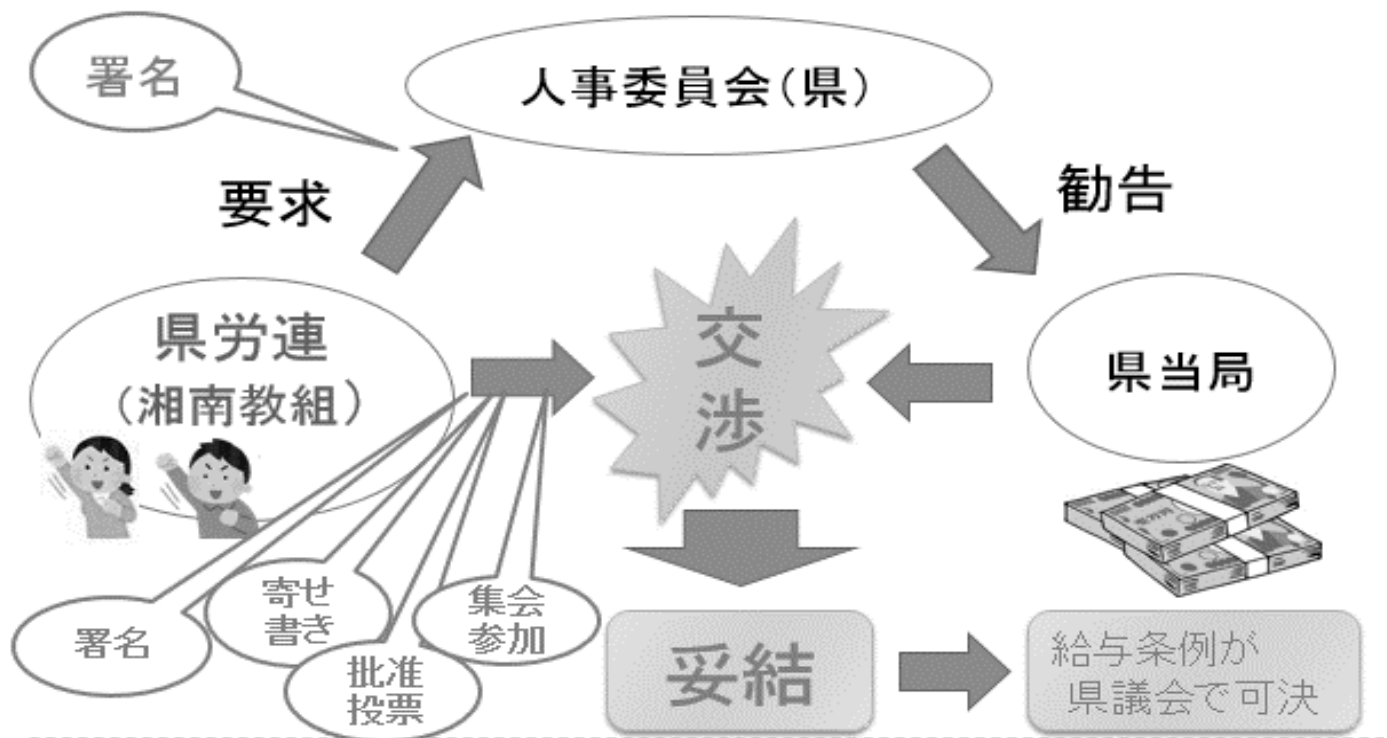 署名
人事委員会(県)
要求
勧告
県労連
(湘南教組)
交
渉
県当局
署名
寄せ
書き
批准
投票
集会
参加
妥結
給与条例が
県議会で可決